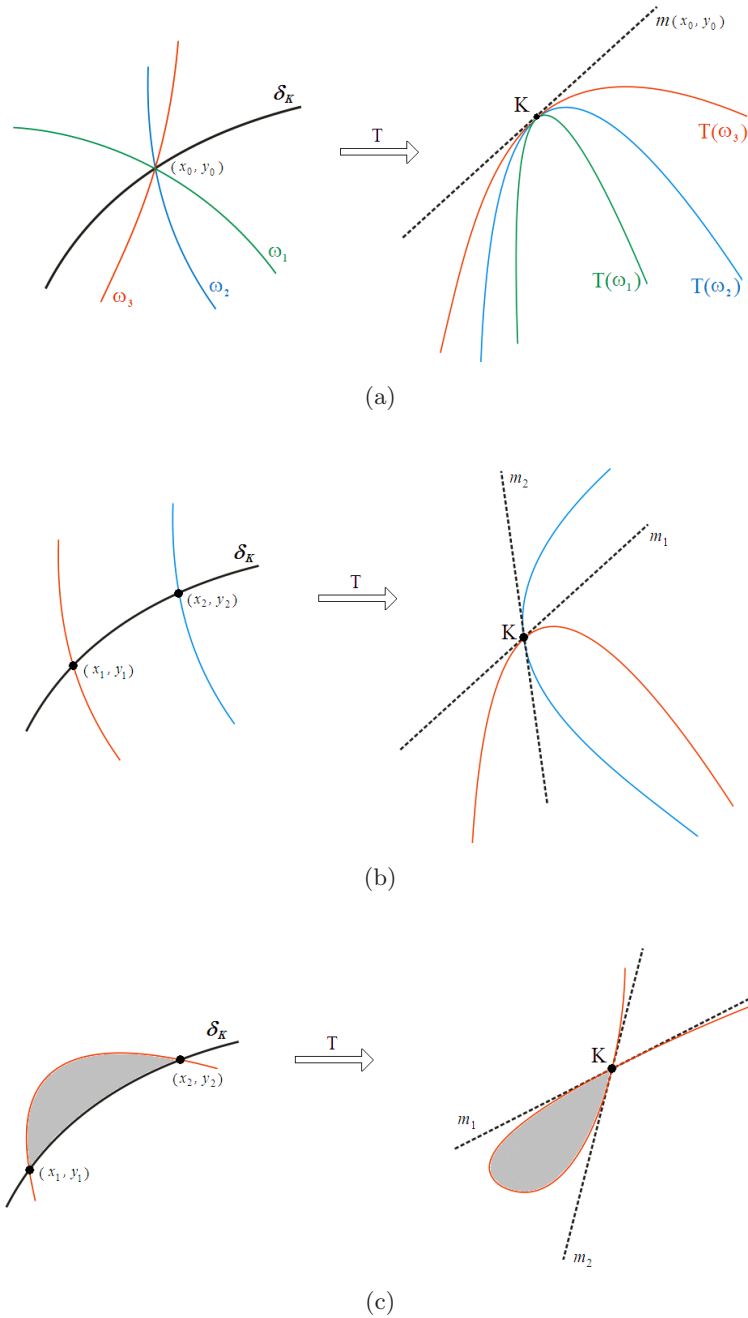 m(x₀, y₀)
δ_K
K
T
(x₀, y₀)
T(ω₃)
ω₁
T(ω₁)
T(ω₂)
ω₂
ω₃
(a)
m₂
δ_K
m₁
T
(x₂, y₂)
K
(x₁, y₁)
(b)
δ_K
T
K
(x₂, y₂)
m₁
(x₁, y₁)
m₂
(c)